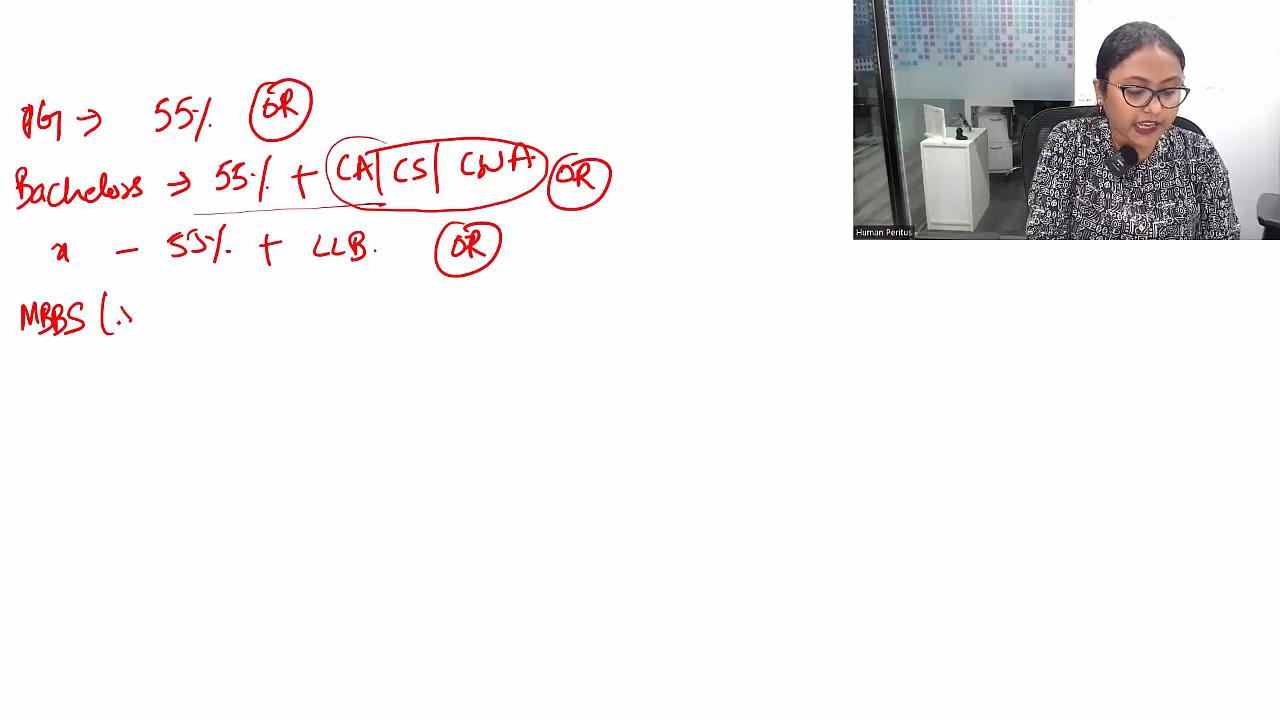 PG → 55% OR
Bachelors ⇒ 55% + CA | CS | CWA OR
x - 55% + LLB. OR
MBBS (
Human Peritus